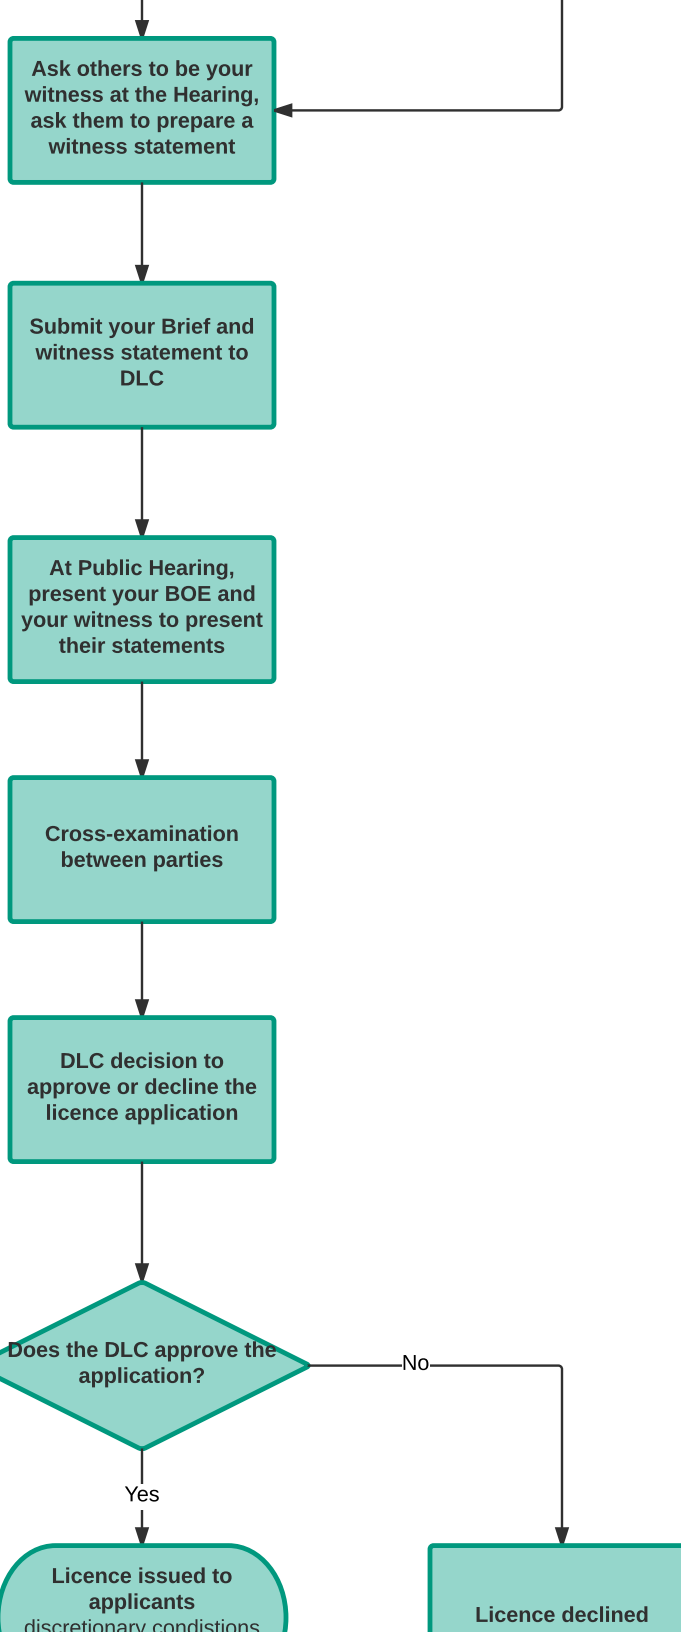 Ask others to be your
witness at the Hearing,
ask them to prepare a
witness statement
Submit your Brief and
witness statement to
DLC
At Public Hearing,
present your BOE and
your witness to present
their statements
Cross-examination
between parties
DLC decision to
approve or decline the
licence application
Does the DLC approve the
application?
No
Yes
Licence issued to
applicants
discretionary condistions
Licence declined